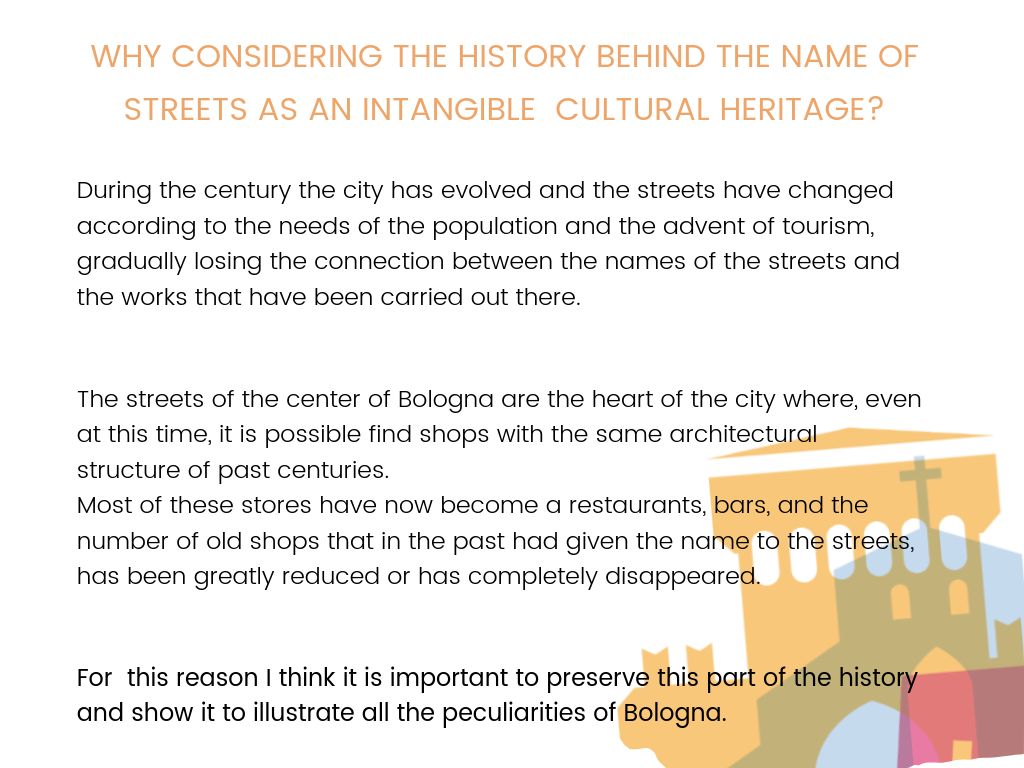 WHY CONSIDERING THE HISTORY BEHIND THE NAME OF
STREETS AS AN INTANGIBLE  CULTURAL HERITAGE?
During the century the city has evolved and the streets have changed
according to the needs of the population and the advent of tourism,
gradually losing the connection between the names of the streets and
the works that have been carried out there.
The streets of the center of Bologna are the heart of the city where, even
at this time, it is possible find shops with the same architectural
structure of past centuries.
Most of these stores have now become a restaurants, bars, and the
number of old shops that in the past had given the name to the streets,
has been greatly reduced or has completely disappeared.
For  this reason I think it is important to preserve this part of the history
and show it to illustrate all the peculiarities of Bologna.